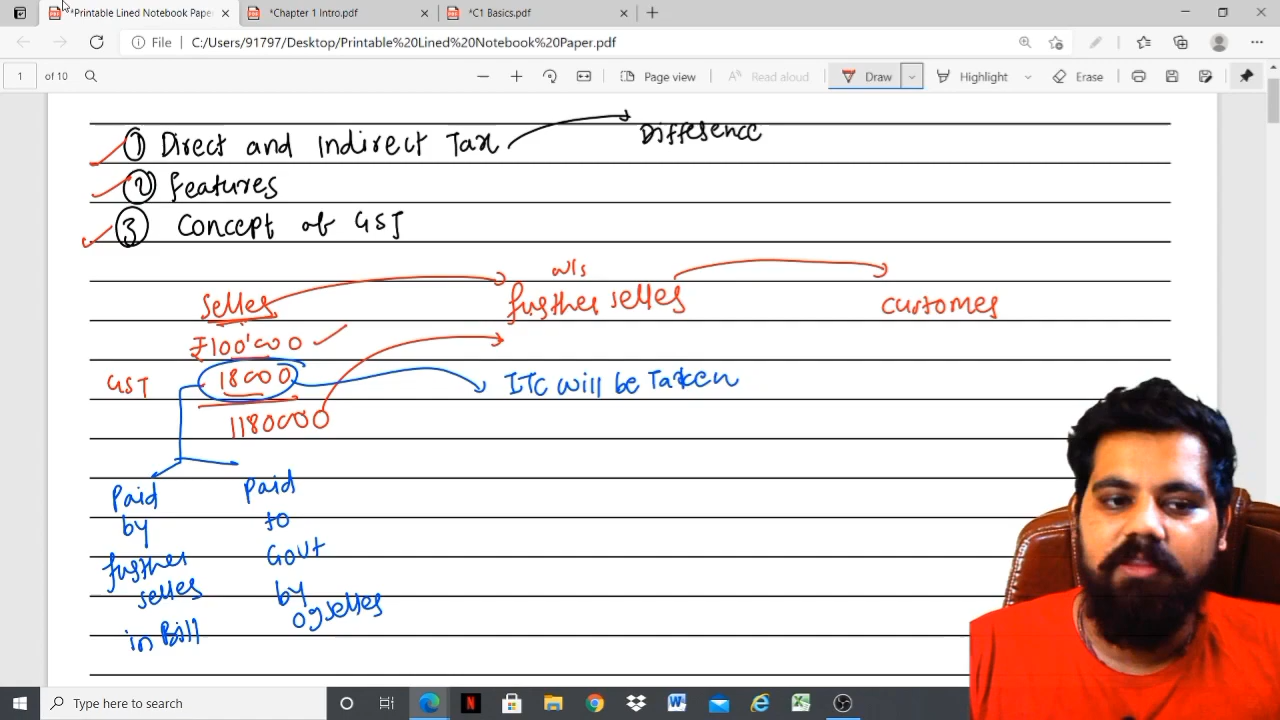 *Printable Lined Notebook Pape
*Chapter 1 Intro.pdf
*C1 Basics.pdf
File
C:/Users/91797/Desktop/Printable%20Lined%20Notebook%20Paper.pdf
1 of 10
Page view
Read aloud
Draw
Highlight
Erase
① Direct and Indirect Tax
Difference
② Features
③ Concept of GST
w/s
Seller
further seller
customer
₹100'000
GST 18000
ITC will be Taken
1180000
Paid by further seller in Bill
Paid to Govt by og seller
Type here to search